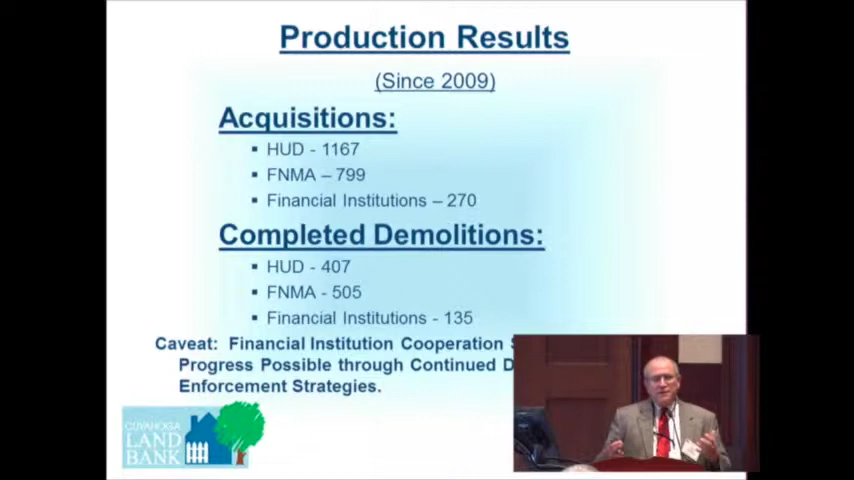 Production Results
(Since 2009)
Acquisitions:
▪ HUD - 1167
▪ FNMA – 799
▪ Financial Institutions – 270
Completed Demolitions:
▪ HUD - 407
▪ FNMA - 505
▪ Financial Institutions - 135
Caveat: Financial Institution Cooperation
Progress Possible through Continued
Enforcement Strategies.
CUYAHOGA
LAND
BANK